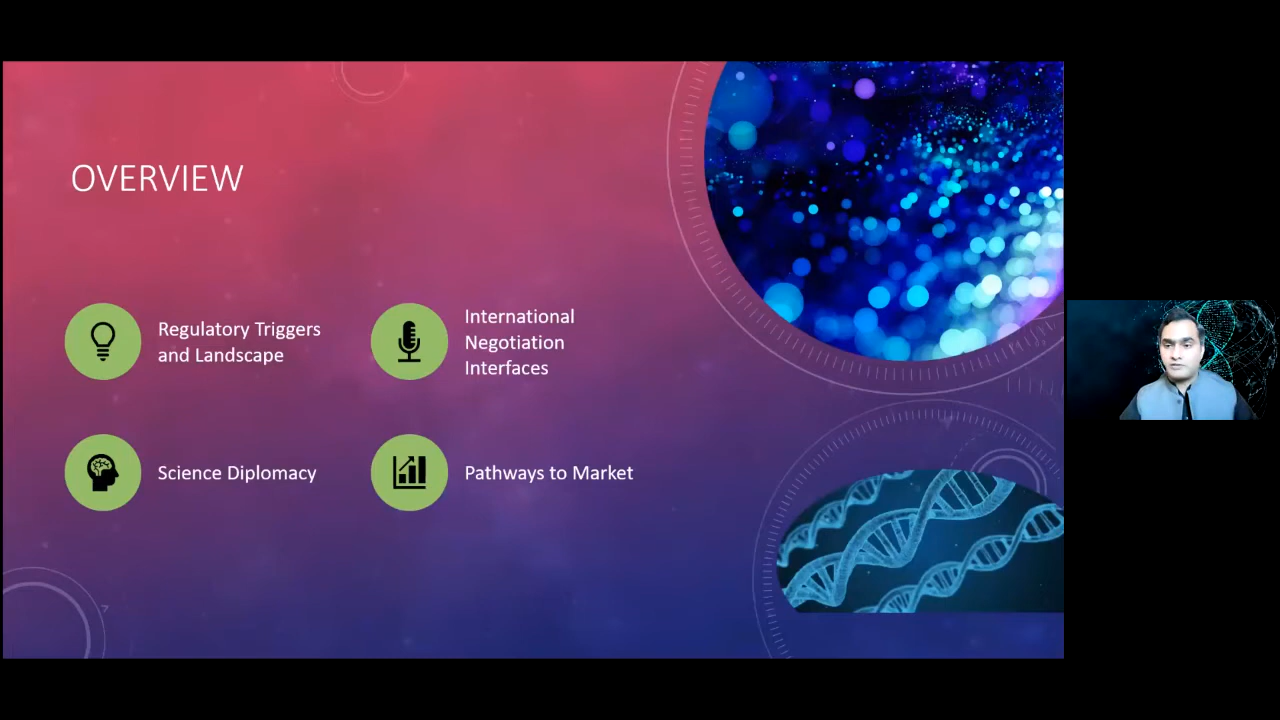 OVERVIEW
Regulatory Triggers
and Landscape
International
Negotiation
Interfaces
Science Diplomacy
Pathways to Market